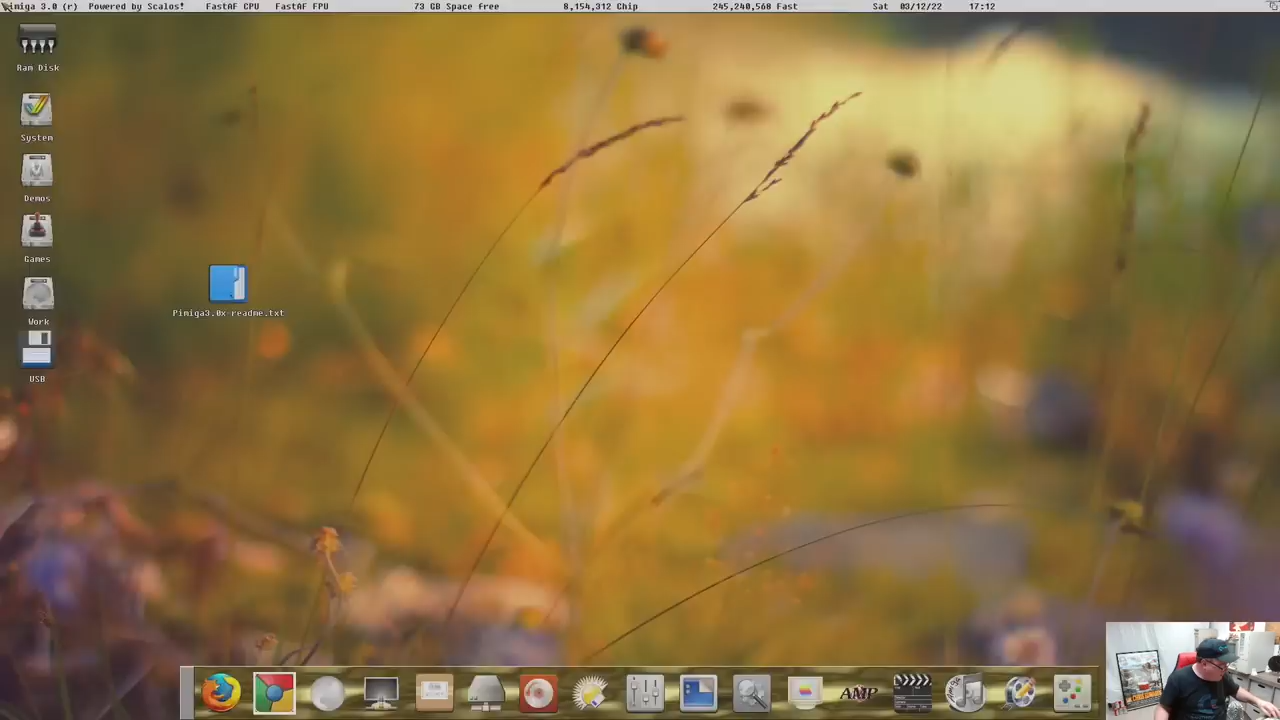 Pimiga 3.0 (r) Powered by Scalos! FastAF CPU FastAF FPU 73 GB Space Free 8,154,312 Chip 245,240,568 Fast Sat 03/12/22 17:12
Ram Disk
System
Demos
Games
Work
USB
Pimiga3.0x-readme.txt
AMP